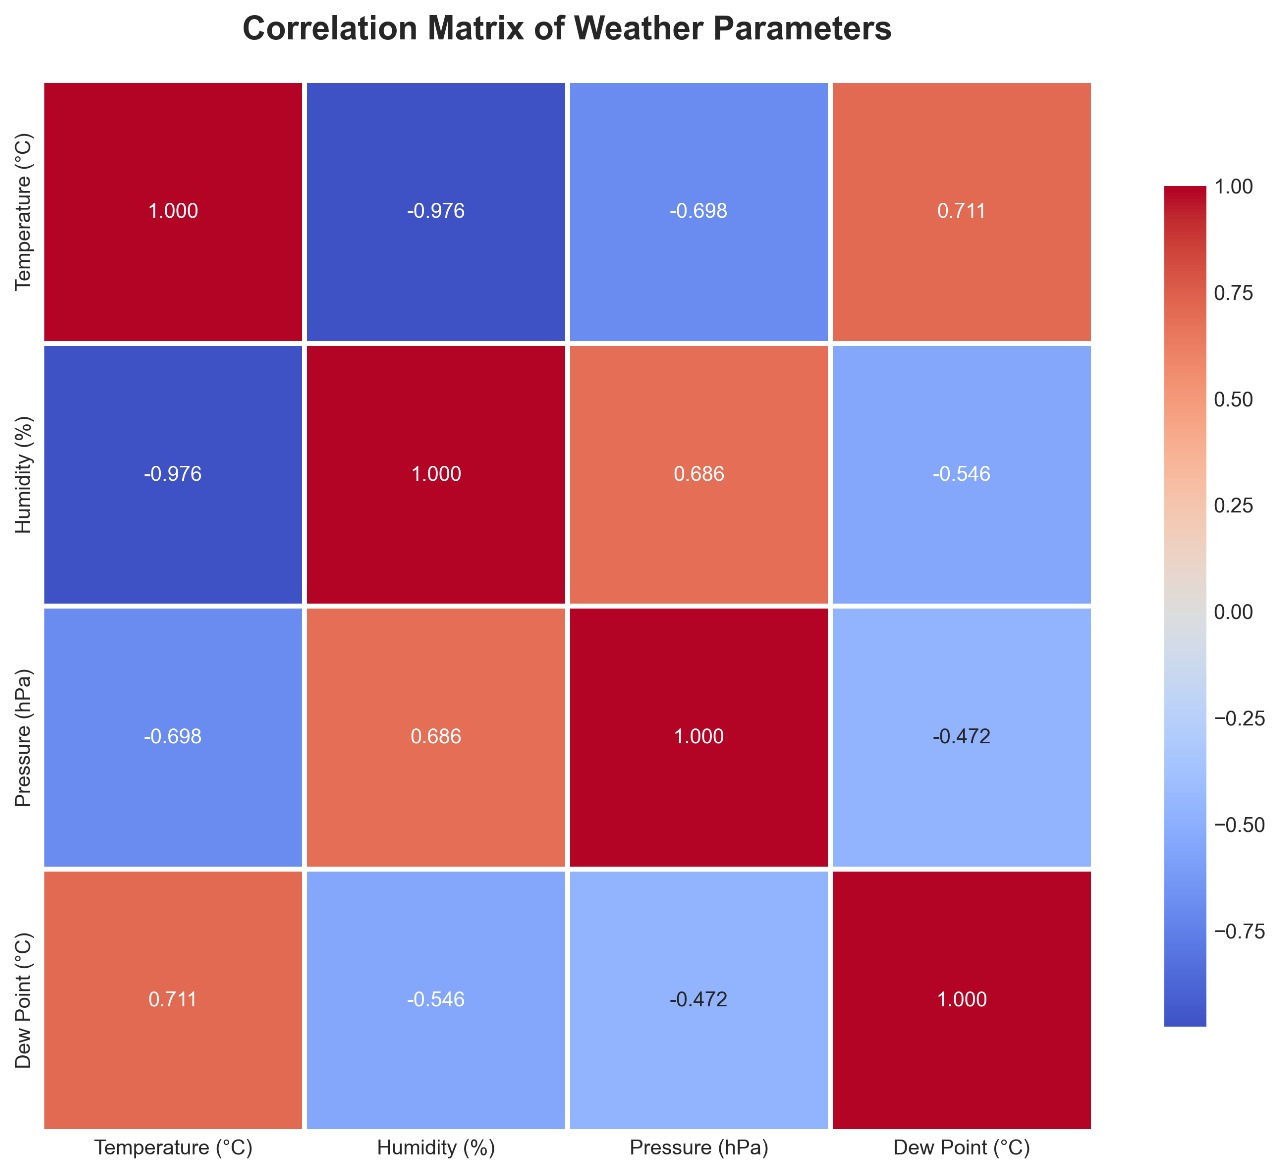 Correlation Matrix of Weather Parameters
Temperature (°C)
1.000
-0.976
-0.698
0.711
Humidity (%)
-0.976
1.000
0.686
-0.546
Pressure (hPa)
-0.698
0.686
1.000
-0.472
Dew Point (°C)
0.711
-0.546
-0.472
1.000
Temperature (°C)
Humidity (%)
Pressure (hPa)
Dew Point (°C)
1.00
0.75
0.50
0.25
0.00
−0.25
−0.50
−0.75